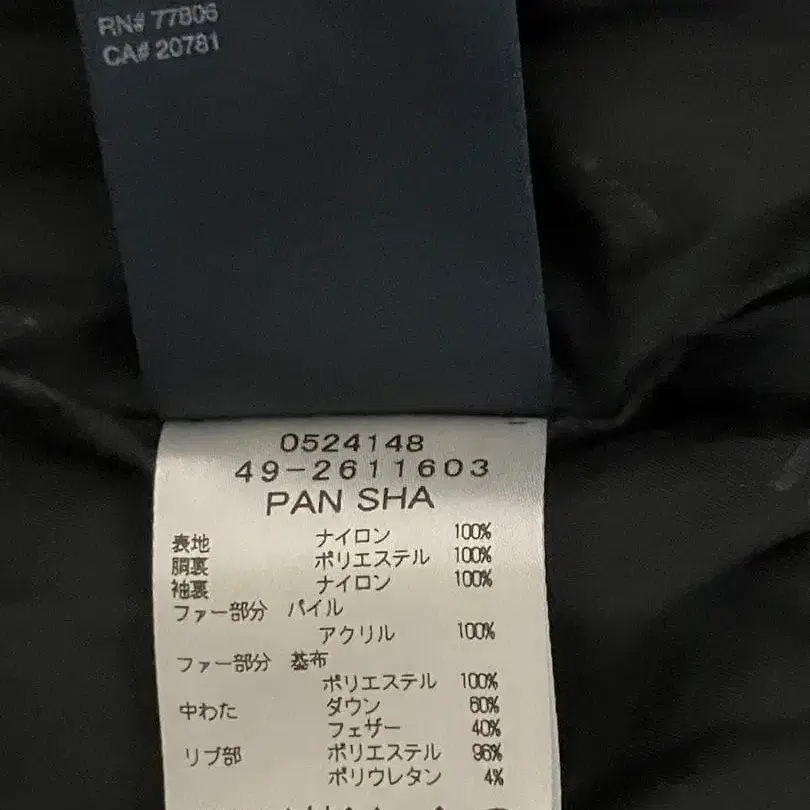 RN# 77806
CA# 20781
0524148
49-2611603
PAN SHA
表地 ナイロン 100%
胴裏 ポリエステル 100%
袖裏 ナイロン 100%
ファー部分 パイル
アクリル 100%
ファー部分 基布
ポリエステル 100%
中わた ダウン 60%
フェザー 40%
リブ部 ポリエステル 96%
ポリウレタン 4%